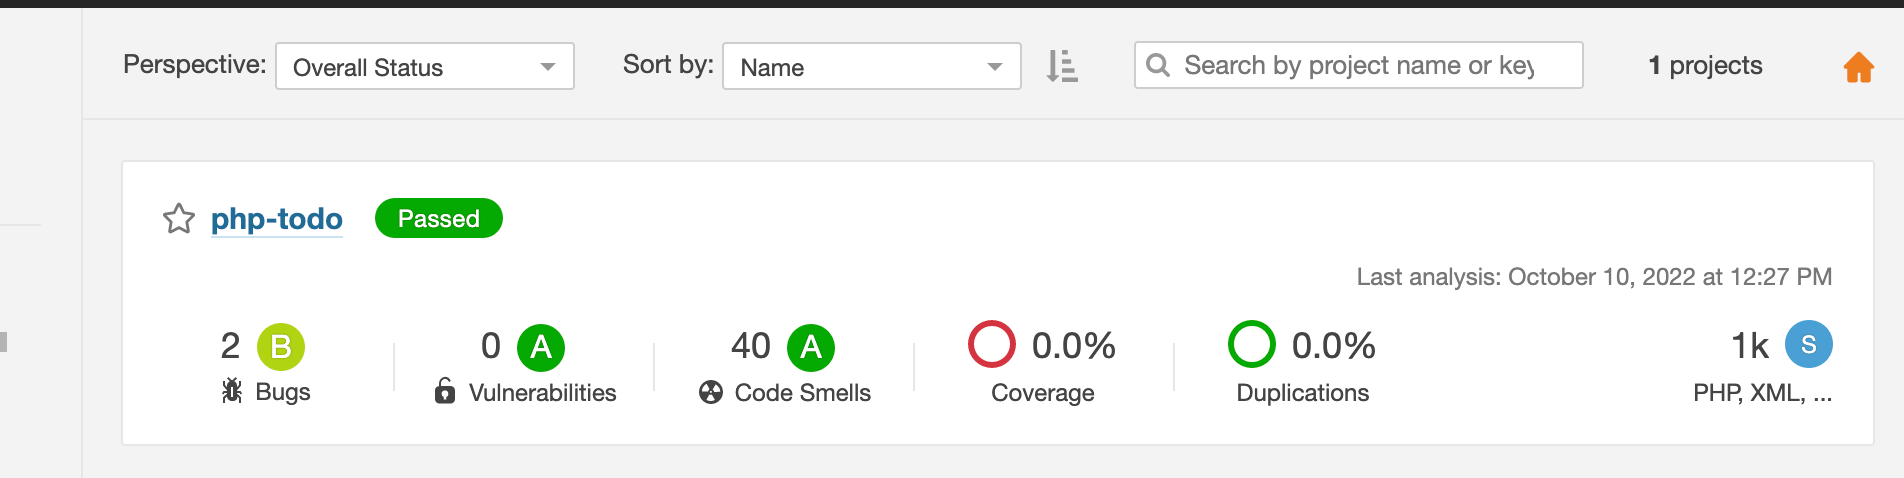 Perspective: Overall Status Sort by: Name Search by project name or key 1 projects
php-todo Passed
Last analysis: October 10, 2022 at 12:27 PM
2 B 0 A 40 A 0.0% 0.0% 1k S
Bugs Vulnerabilities Code Smells Coverage Duplications PHP, XML, ...